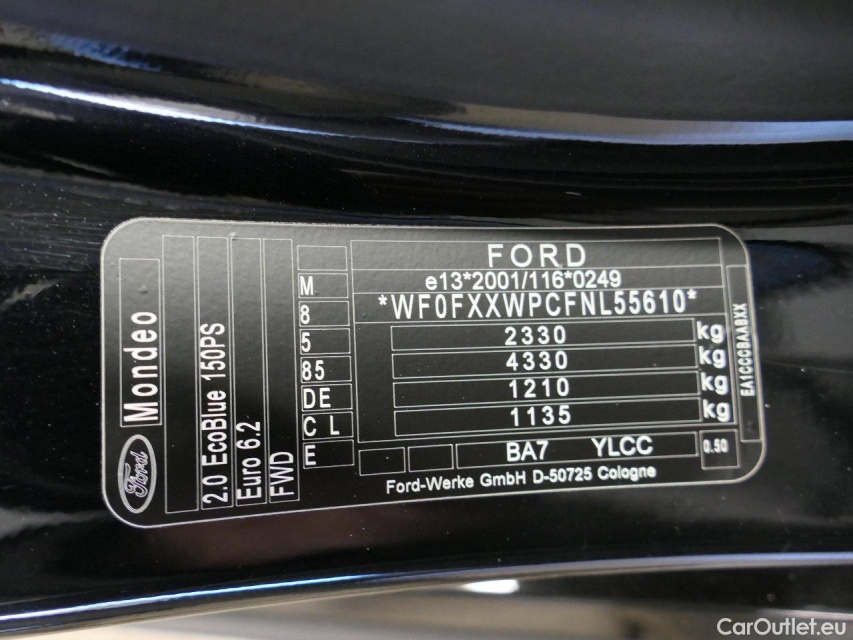 FORD
e13*2001/116*0249
*WF0FXXWPCFNL55610*
2330 kg
4330 kg
1210 kg
1135 kg
BA7 YLCC 0.50
Ford-Werke GmbH D-50725 Cologne
M
8
5
85
DE
C L
E
FWD
Euro 6.2
2.0 EcoBlue 150PS
Mondeo
Ford
EA1CCCBAABXX
CarOutlet.eu